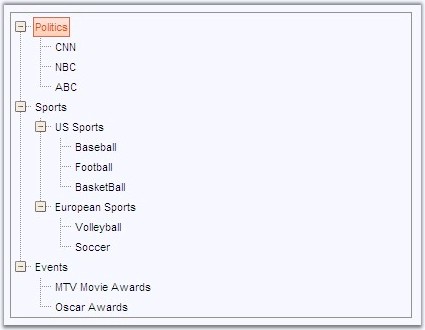 Politics
CNN
NBC
ABC
Sports
US Sports
Baseball
Football
BasketBall
European Sports
Volleyball
Soccer
Events
MTV Movie Awards
Oscar Awards